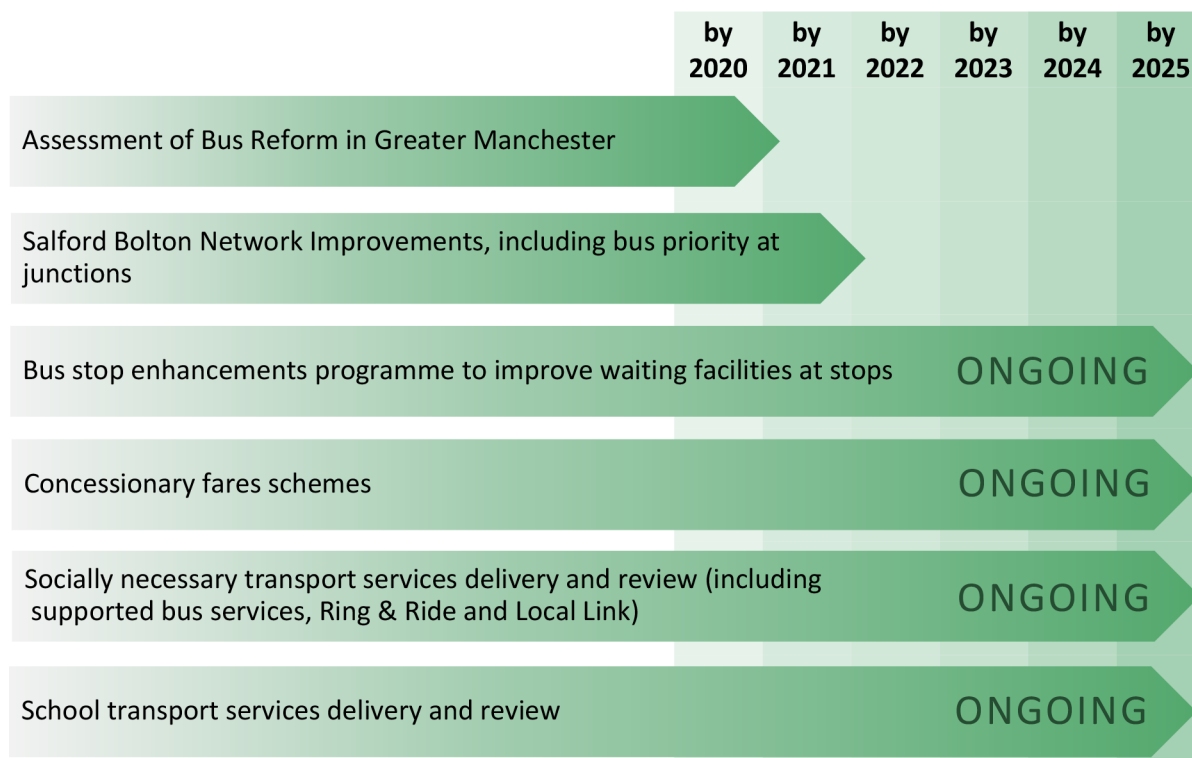 by by by by by by
2020 2021 2022 2023 2024 2025
Assessment of Bus Reform in Greater Manchester
Salford Bolton Network Improvements, including bus priority at
junctions
Bus stop enhancements programme to improve waiting facilities at stops ONGOING
Concessionary fares schemes ONGOING
Socially necessary transport services delivery and review (including
supported bus services, Ring & Ride and Local Link) ONGOING
School transport services delivery and review ONGOING